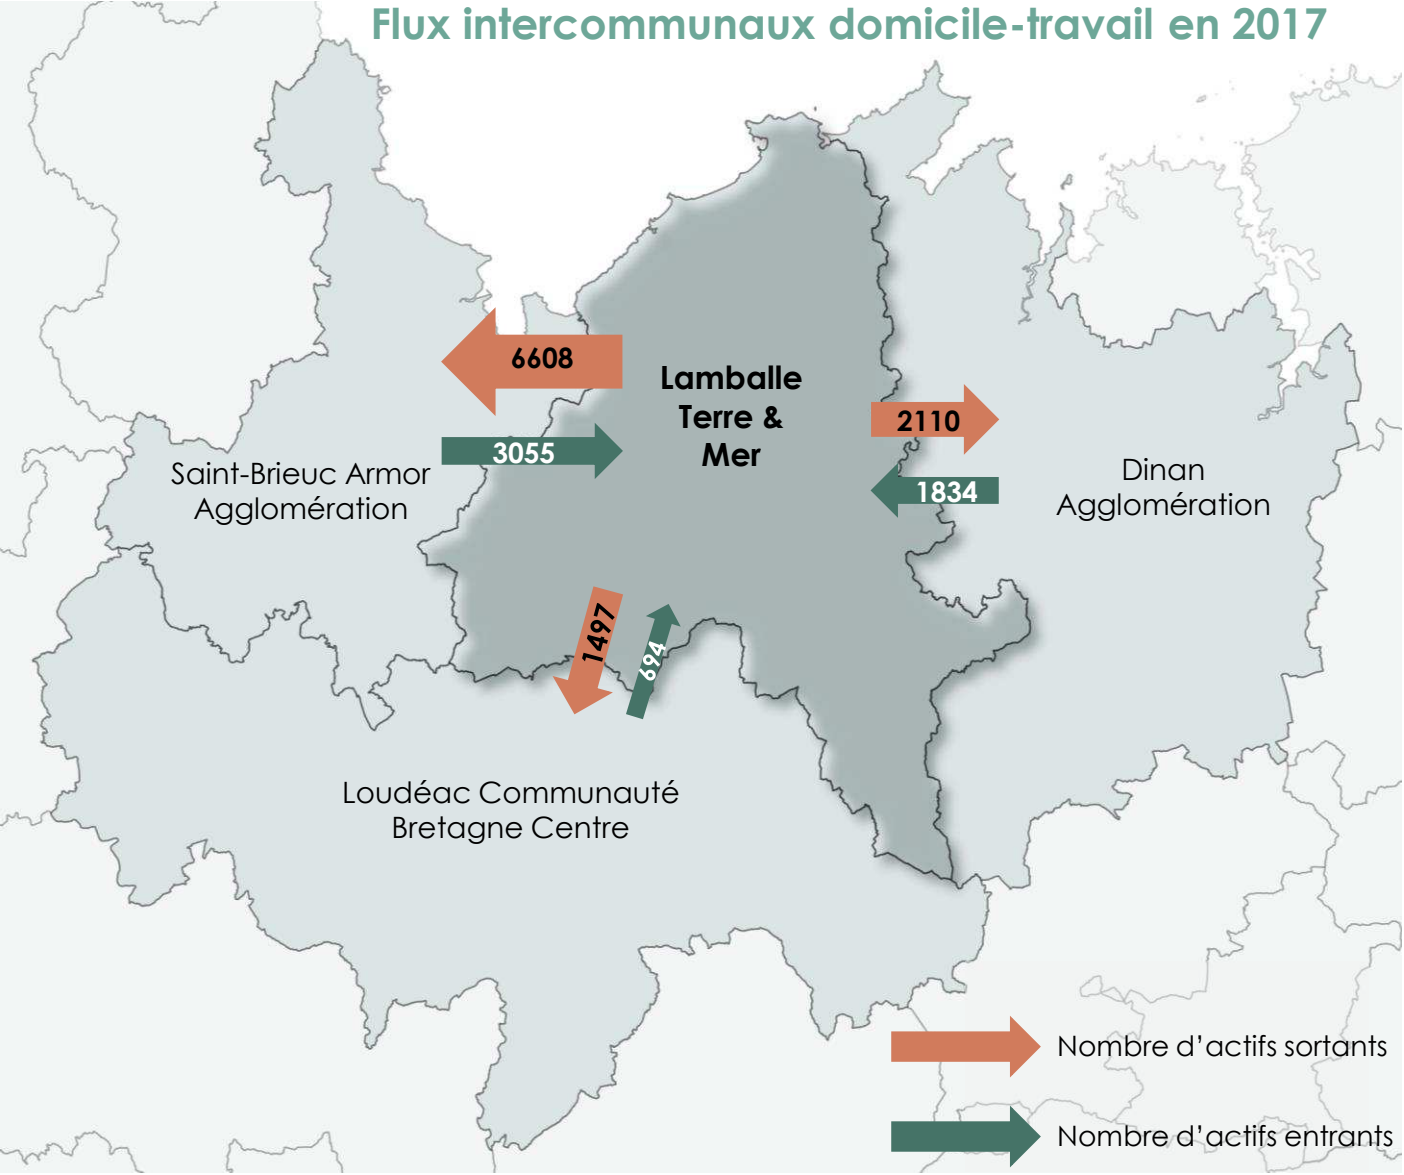 Flux intercommunaux domicile-travail en 2017
6608
Lamballe
Terre &
Mer
2110
3055
Saint-Brieuc Armor
Agglomération
1834
Dinan
Agglomération
1497
694
Loudéac Communauté
Bretagne Centre
Nombre d’actifs sortants
Nombre d’actifs entrants